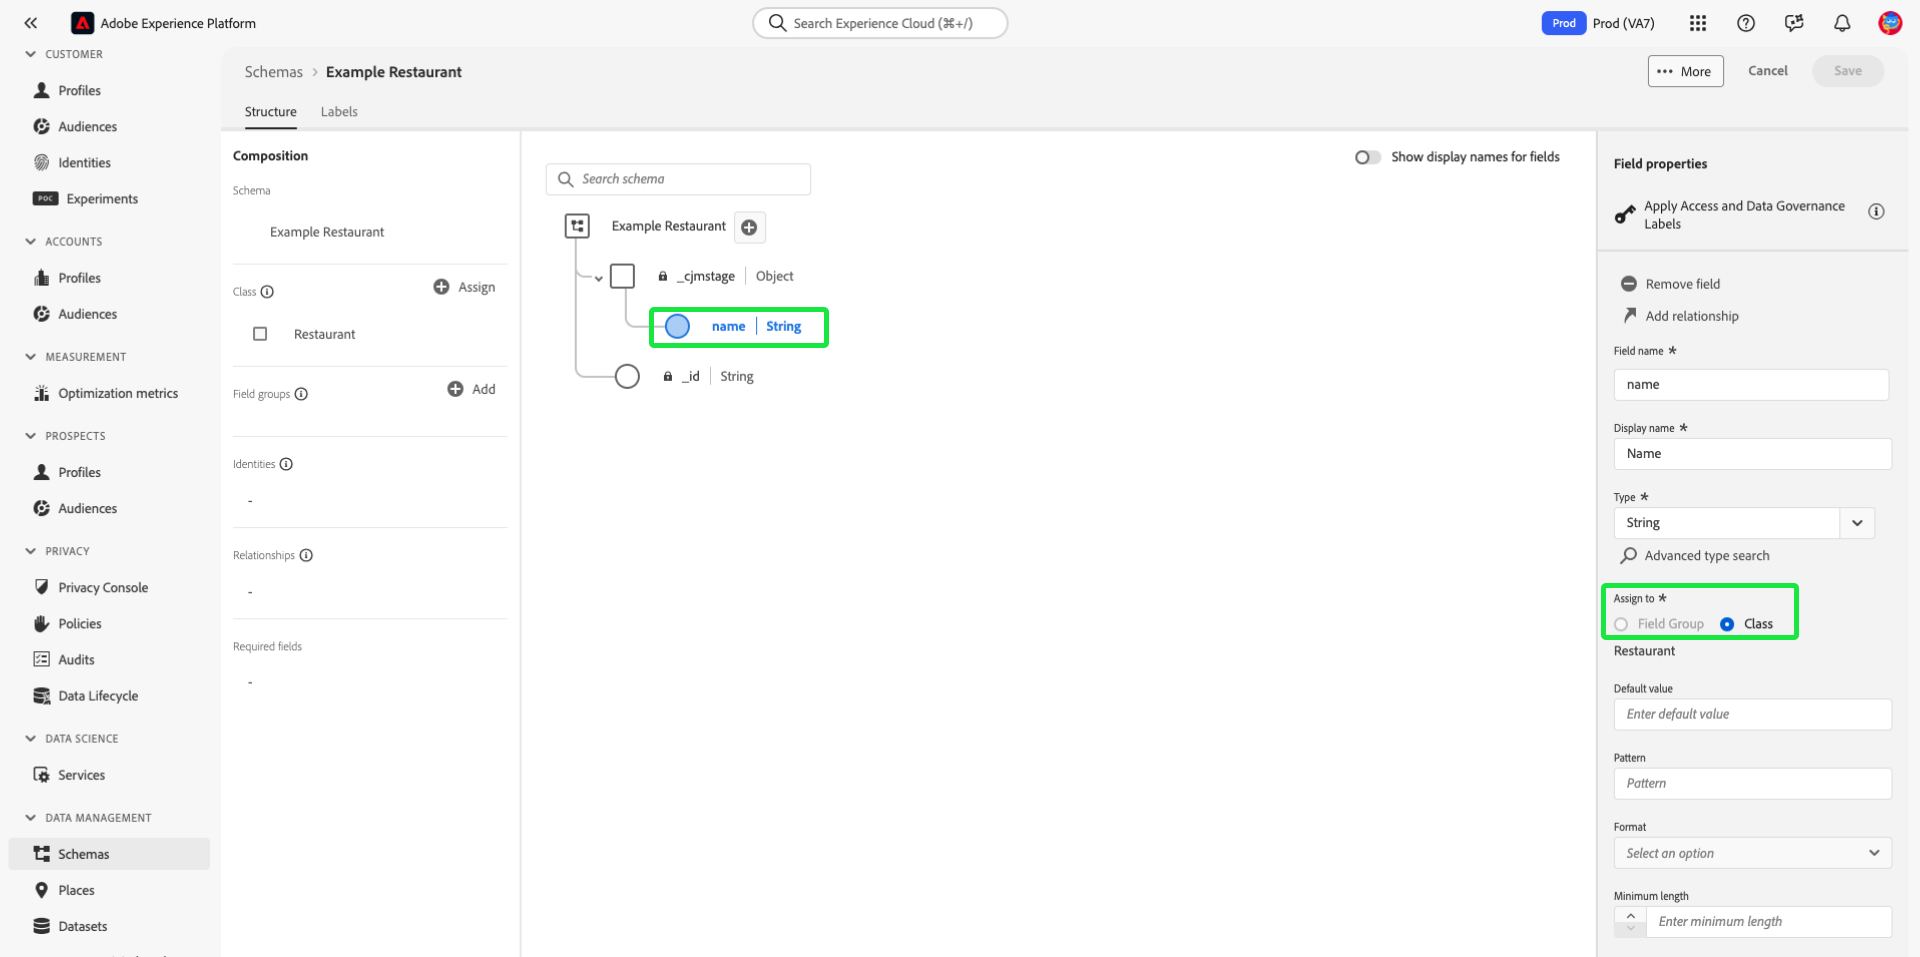 Adobe Experience Platform
Search Experience Cloud (⌘+/)
Prod
Prod (VA7)
CUSTOMER
Profiles
Audiences
Identities
POC
Experiments
ACCOUNTS
Profiles
Audiences
MEASUREMENT
Optimization metrics
PROSPECTS
Profiles
Audiences
PRIVACY
Privacy Console
Policies
Audits
Data Lifecycle
DATA SCIENCE
Services
DATA MANAGEMENT
Schemas
Places
Datasets
Schemas > Example Restaurant
More
Cancel
Save
Structure
Labels
Composition
Schema
Example Restaurant
Class
Assign
Restaurant
Field groups
Add
Identities
-
Relationships
-
Required fields
-
Search schema
Show display names for fields
Example Restaurant
_cjmstage | Object
name | String
_id | String
Field properties
Apply Access and Data Governance
Labels
Remove field
Add relationship
Field name *
name
Display name *
Name
Type *
String
Advanced type search
Assign to *
Field Group
Class
Restaurant
Default value
Enter default value
Pattern
Pattern
Format
Select an option
Minimum length
Enter minimum length